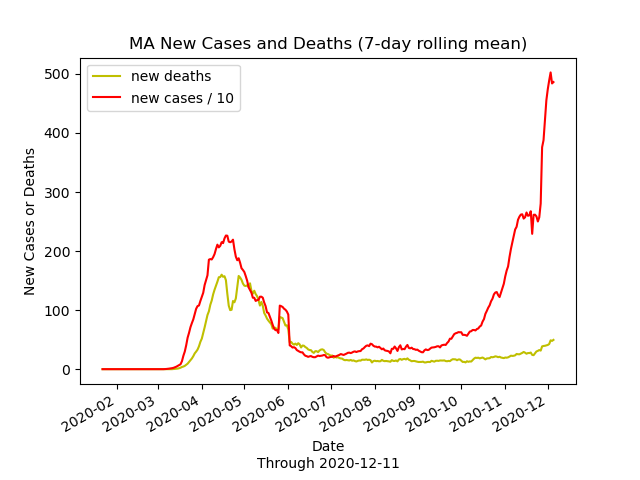 MA New Cases and Deaths (7-day rolling mean)
new deaths
new cases / 10
500
400
300
200
100
0
New Cases or Deaths
2020-02
2020-03
2020-04
2020-05
2020-06
2020-07
2020-08
2020-09
2020-10
2020-11
2020-12
Date
Through 2020-12-11